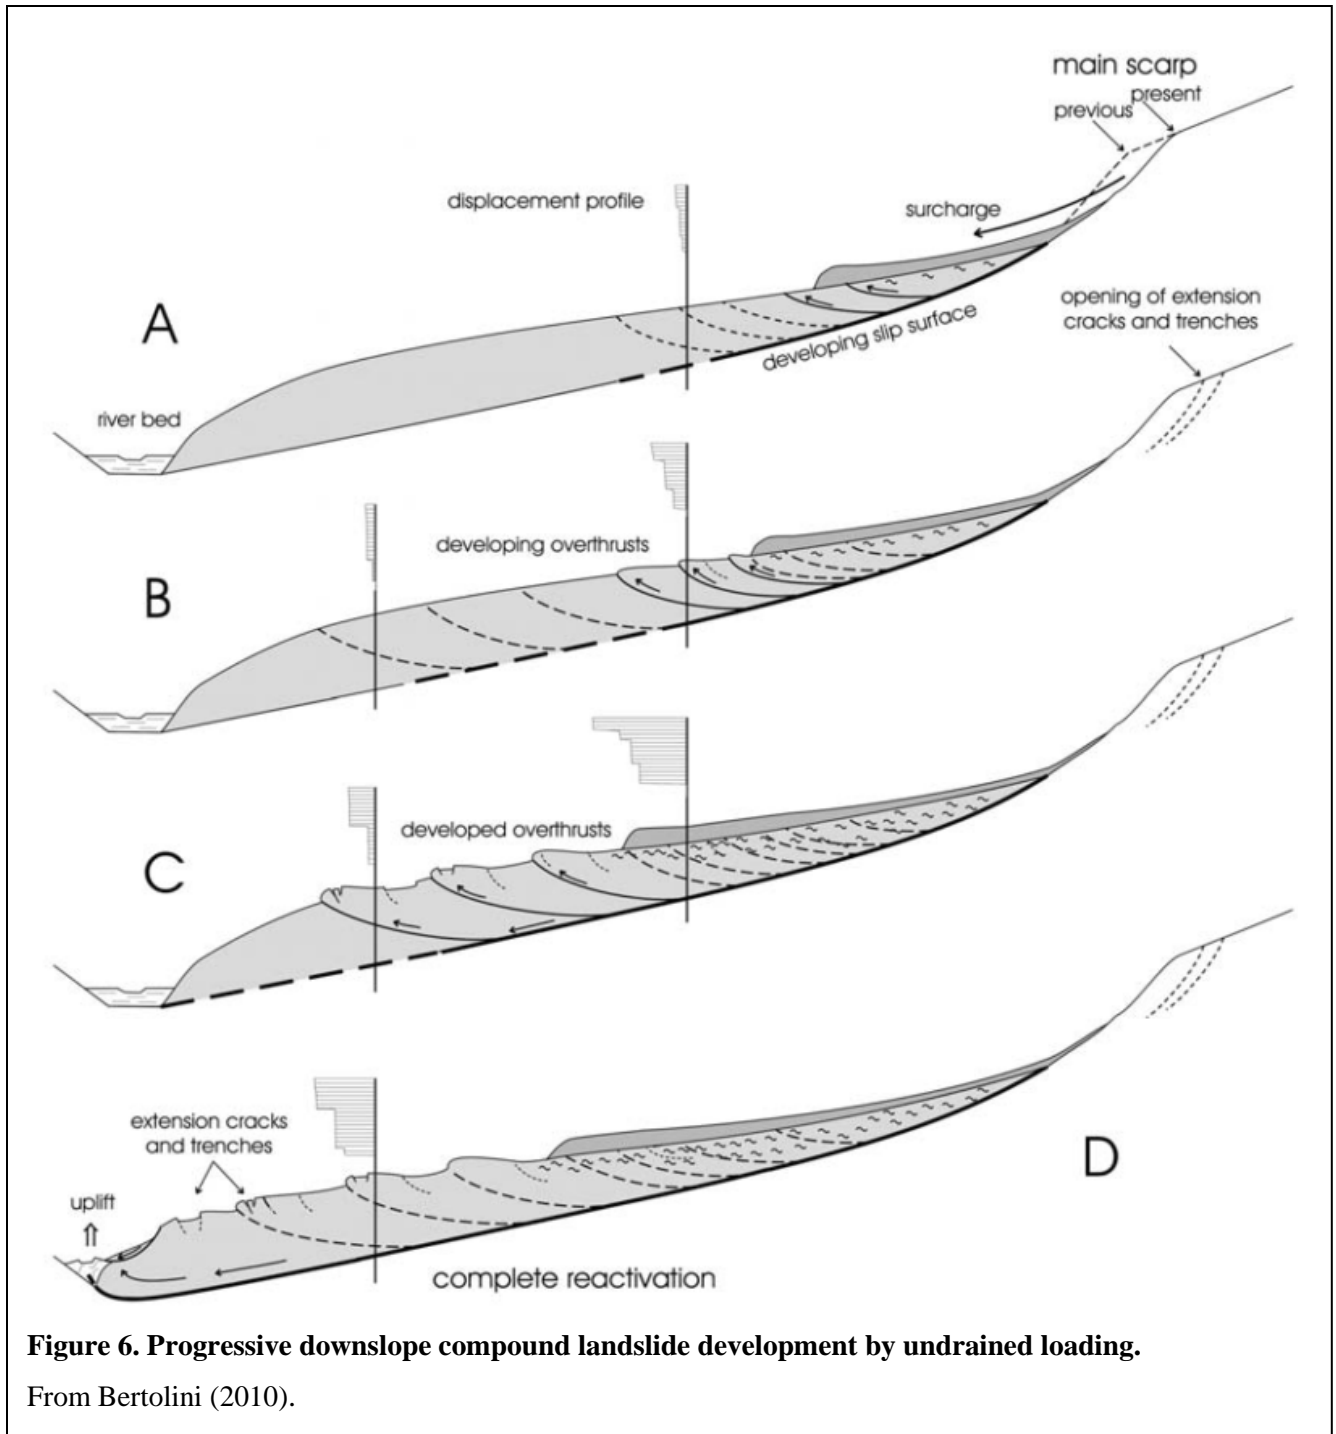 main scarp
present
previous
displacement profile
surcharge
A
opening of extension
cracks and trenches
developing slip surface
river bed
developing overthrusts
B
developed overthrusts
C
extension cracks
and trenches
D
uplift
complete reactivation
Figure 6. Progressive downslope compound landslide development by undrained loading.
From Bertolini (2010).